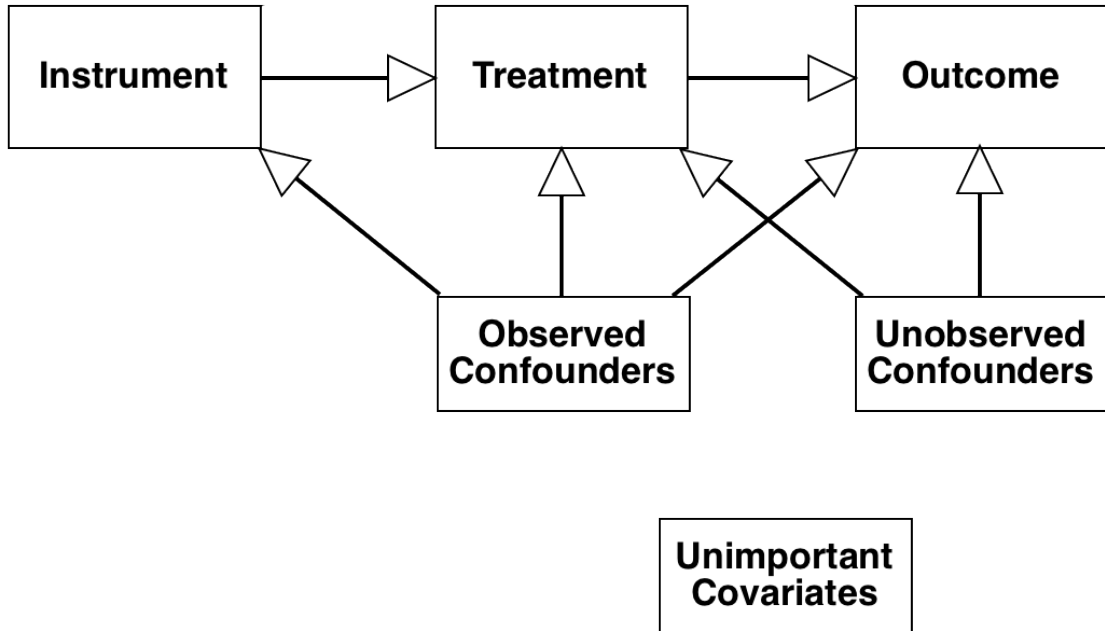 Instrument
Treatment
Outcome
Observed
Confounders
Unobserved
Confounders
Unimportant
Covariates